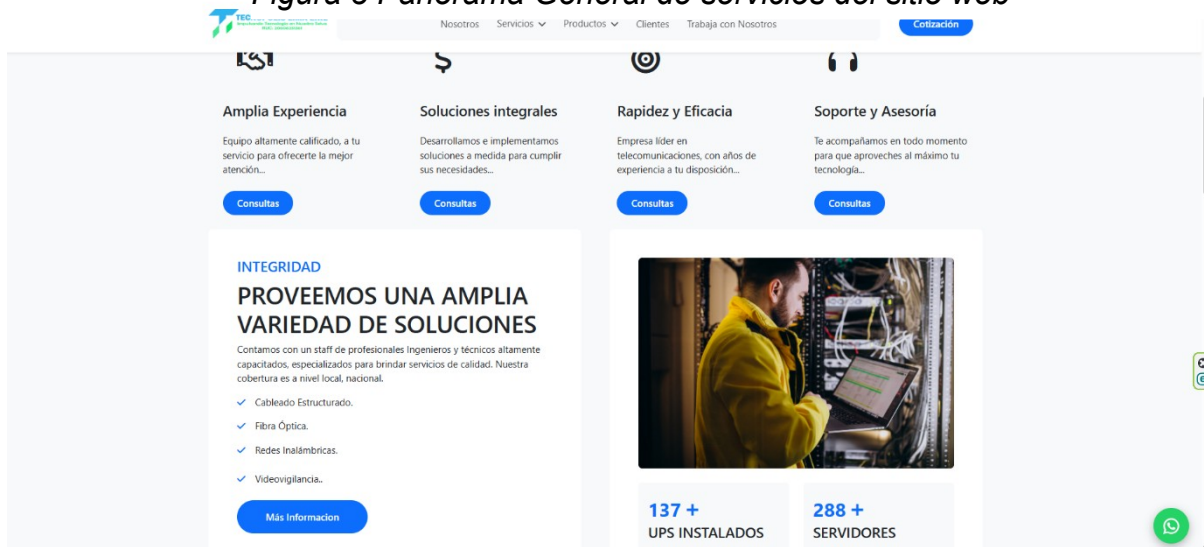 Figura 6 Panorama General de servicios del sitio web
TEC
Nosotros Servicios Productos Clientes Trabaja con Nosotros
Cotización
Amplia Experiencia
Equipo altamente calificado, a tu
servicio para ofrecerte la mejor
atención...
Consultas
Soluciones integrales
Desarrollamos e implementamos
soluciones a medida para cumplir
sus necesidades...
Consultas
Rapidez y Eficacia
Empresa líder en
telecomunicaciones, con años de
experiencia a tu disposición...
Consultas
Soporte y Asesoría
Te acompañamos en todo momento
para que aproveches al máximo tu
tecnología...
Consultas
INTEGRIDAD
PROVEEMOS UNA AMPLIA
VARIEDAD DE SOLUCIONES
Contamos con un staff de profesionales Ingenieros y técnicos altamente
capacitados, especializados para brindar servicios de calidad. Nuestra
cobertura es a nivel local, nacional.
Cableado Estructurado.
Fibra Óptica.
Redes Inalámbricas.
Videovigilancia..
Más Informacion
137 +
UPS INSTALADOS
288 +
SERVIDORES